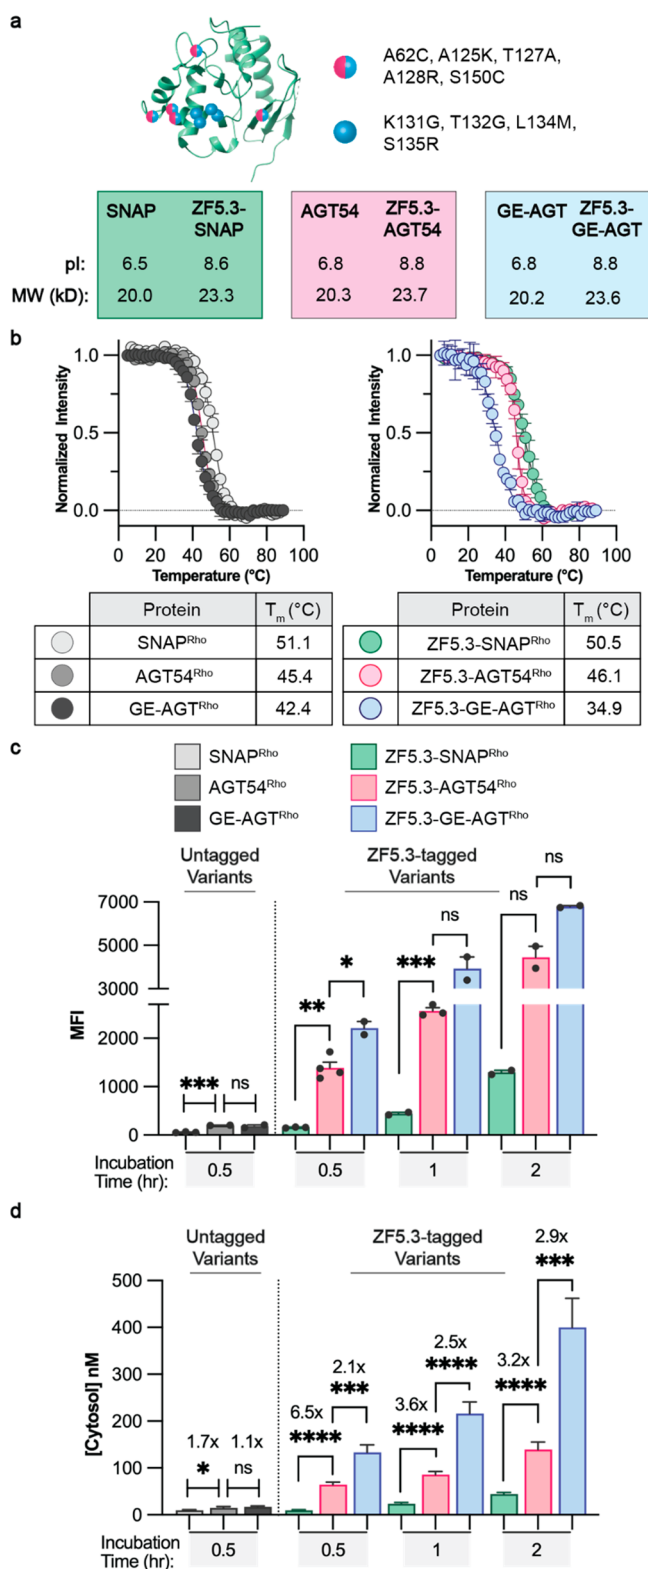 a
A62C, A125K, T127A,
A128R, S150C
K131G, T132G, L134M,
S135R
SNAP ZF5.3-SNAP
AGT54 ZF5.3-AGT54
GE-AGT ZF5.3-GE-AGT
pI: 6.5 8.6 6.8 8.8 6.8 8.8
MW (kD): 20.0 23.3 20.3 23.7 20.2 23.6
b
Normalized Intensity
1.0
0.5
0.0
0 20 40 60 80 100
Temperature (°C)
Normalized Intensity
1.0
0.5
0.0
0 20 40 60 80 100
Temperature (°C)
Protein Tm (°C)
SNAPRho 51.1
AGT54Rho 45.4
GE-AGTRho 42.4
Protein Tm (°C)
ZF5.3-SNAPRho 50.5
ZF5.3-AGT54Rho 46.1
ZF5.3-GE-AGTRho 34.9
c
SNAPRho
AGT54Rho
GE-AGTRho
ZF5.3-SNAPRho
ZF5.3-AGT54Rho
ZF5.3-GE-AGTRho
Untagged
Variants
ZF5.3-tagged
Variants
MFI
7000
5000
3000
2000
1000
0
*** ns
** *
*** ns
ns ns
Incubation
Time (hr):
0.5 0.5 1 2
d
Untagged
Variants
ZF5.3-tagged
Variants
[Cytosol] nM
500
400
300
200
100
0
1.7x 1.1x
* ns
6.5x 2.1x
**** ***
3.6x 2.5x
**** ****
3.2x 2.9x
**** ***
Incubation
Time (hr):
0.5 0.5 1 2